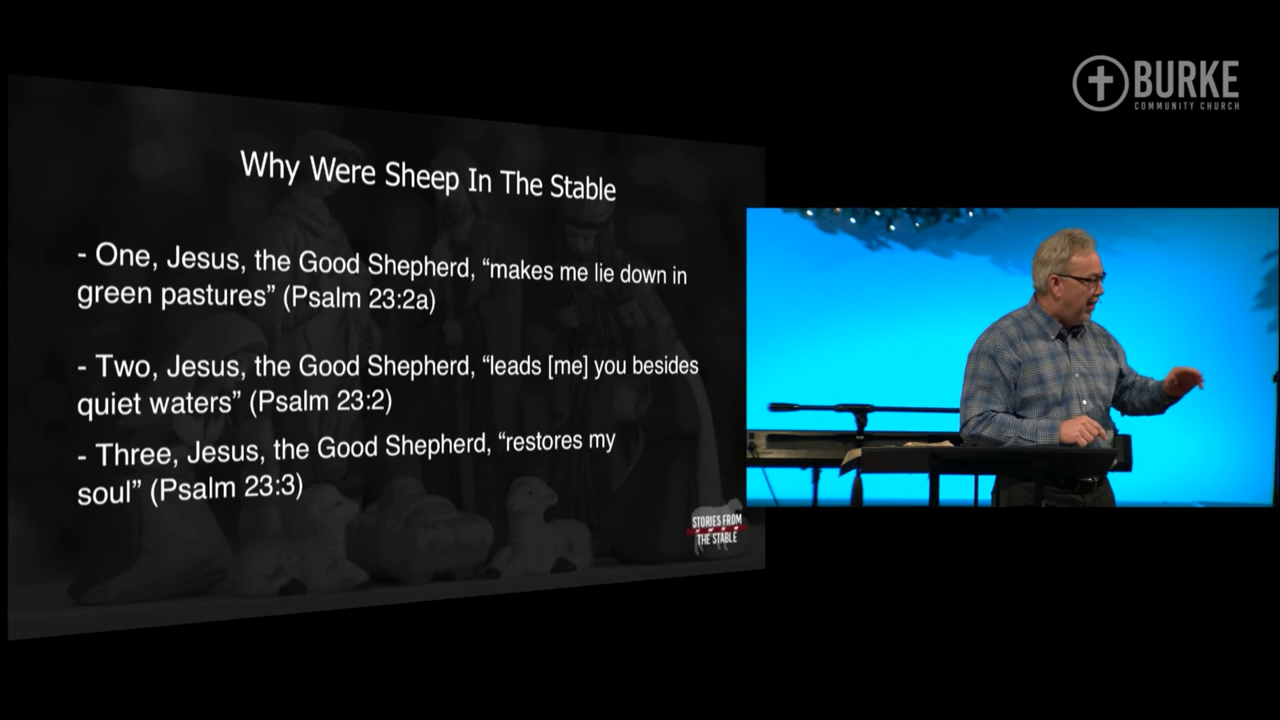 BURKE
COMMUNITY CHURCH
Why Were Sheep In The Stable
- One, Jesus, the Good Shepherd, “makes me lie down in
green pastures” (Psalm 23:2a)
- Two, Jesus, the Good Shepherd, “leads [me] you besides
quiet waters” (Psalm 23:2)
- Three, Jesus, the Good Shepherd, “restores my
soul” (Psalm 23:3)
STORIES FROM
THE STABLE